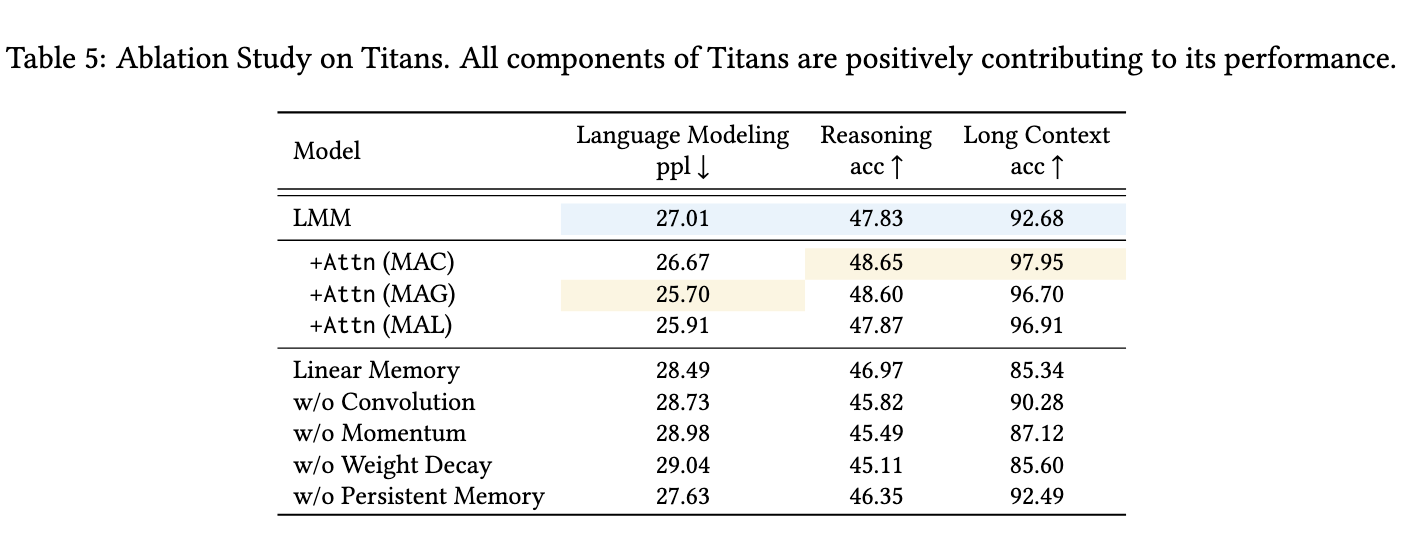 Table 5: Ablation Study on Titans. All components of Titans are positively contributing to its performance.
Model Language Modeling Reasoning Long Context
ppl ↓ acc ↑ acc ↑
LMM 27.01 47.83 92.68
+Attn (MAC) 26.67 48.65 97.95
+Attn (MAG) 25.70 48.60 96.70
+Attn (MAL) 25.91 47.87 96.91
Linear Memory 28.49 46.97 85.34
w/o Convolution 28.73 45.82 90.28
w/o Momentum 28.98 45.49 87.12
w/o Weight Decay 29.04 45.11 85.60
w/o Persistent Memory 27.63 46.35 92.49